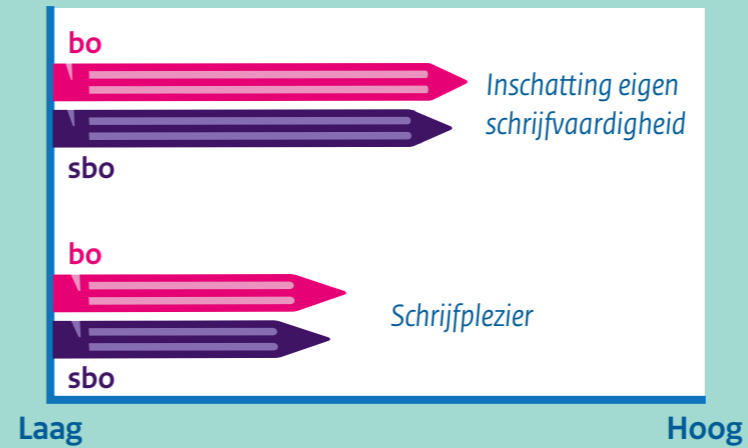 bo
Inschatting eigen
schrijfvaardigheid
sbo
bo
Schrijfplezier
sbo
Laag
Hoog